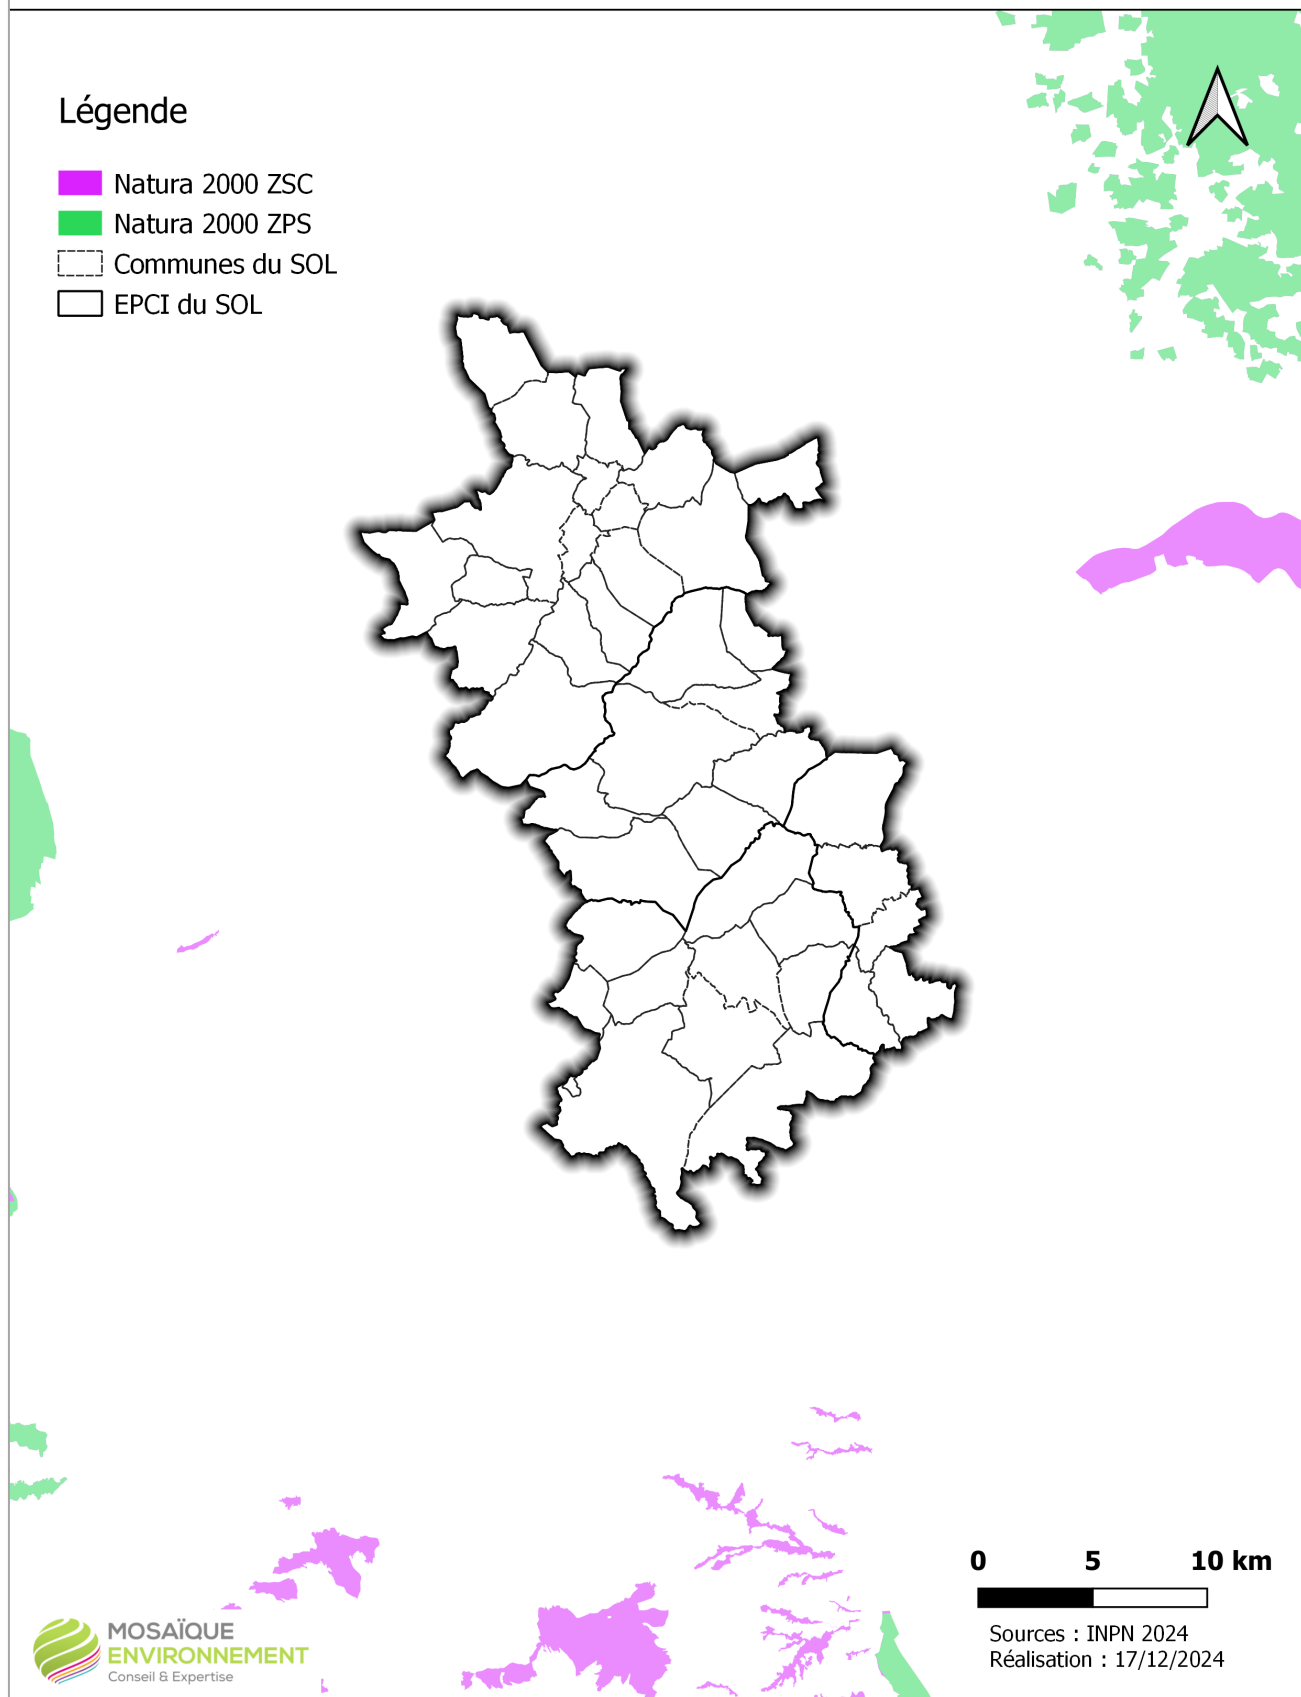 Légende
Natura 2000 ZSC
Natura 2000 ZPS
Communes du SOL
EPCI du SOL
0 5 10 km
Sources : INPN 2024
Réalisation : 17/12/2024
MOSAÏQUE
ENVIRONNEMENT
Conseil & Expertise